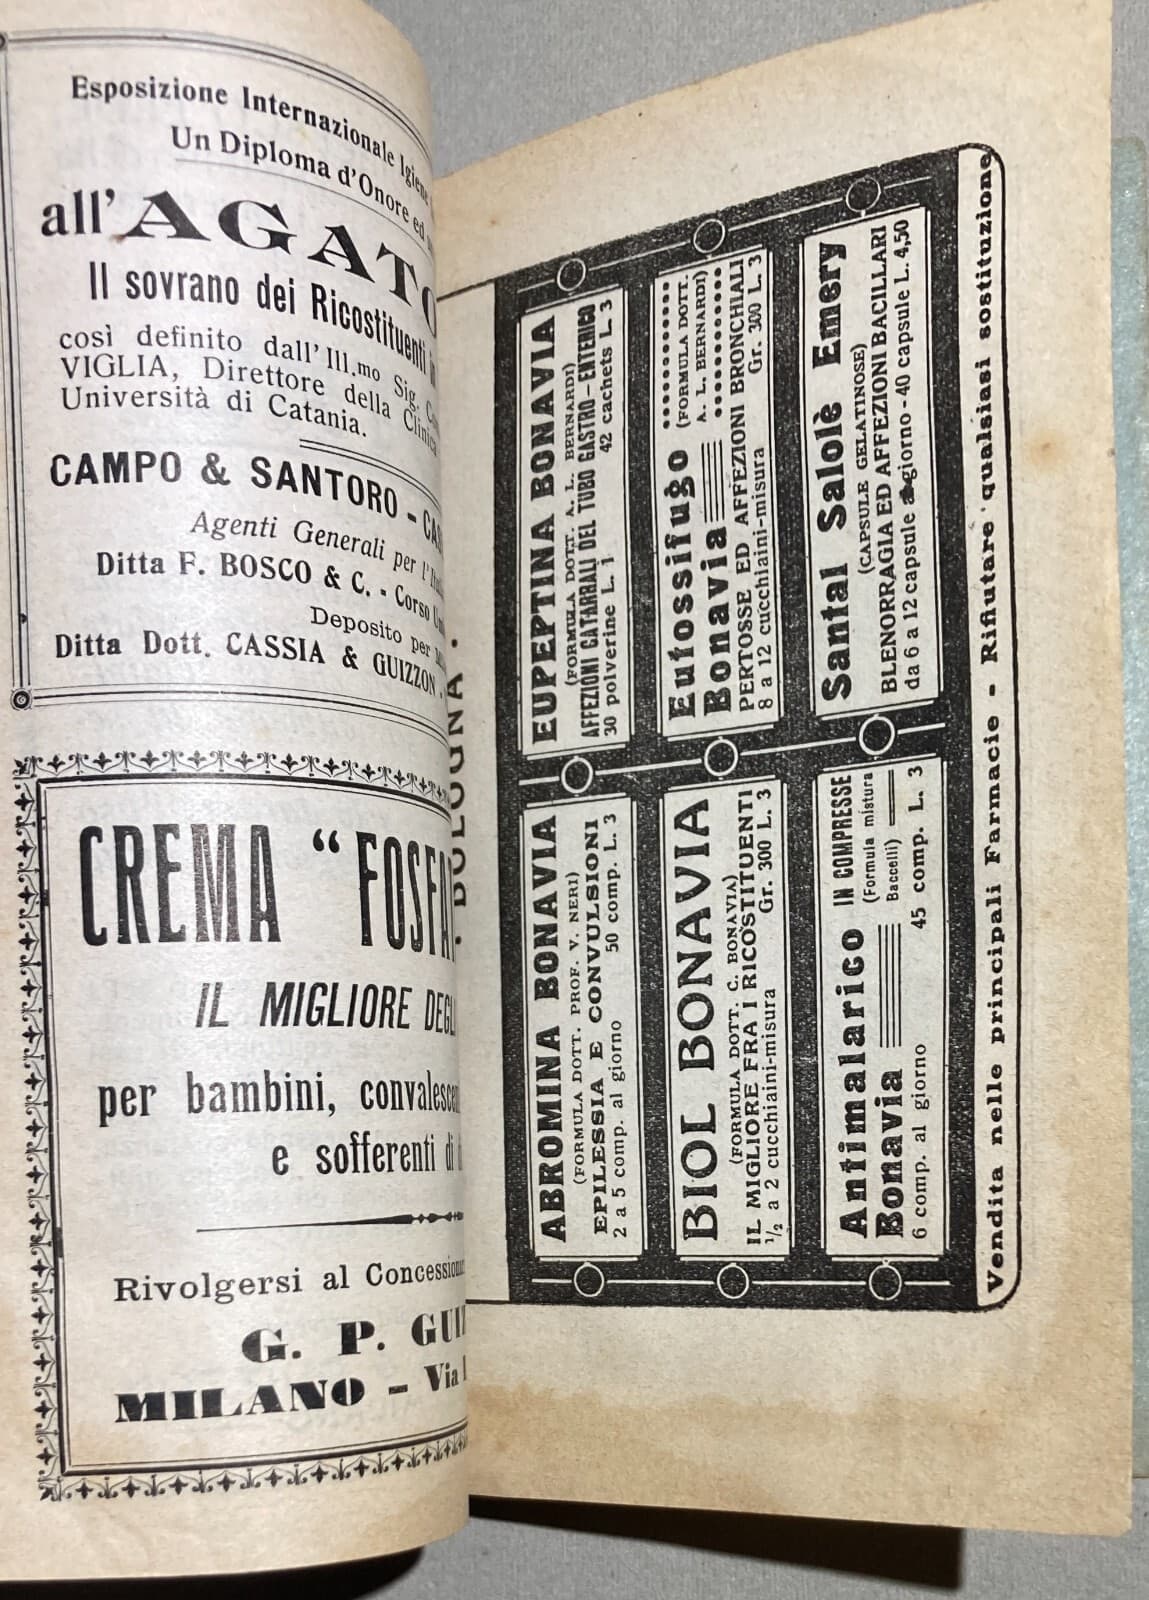 Esposizione Internazionale Igiene
Un Diploma d'Onore ed
all'AGATO
Il sovrano dei Ricostituenti
così definito dall'Ill.mo Sig.
VIGLIA, Direttore della Clinica
Università di Catania.
CAMPO & SANTORO -
Agenti Generali per l'
Ditta F. BOSCO & C. - Corso
Deposito per
Ditta Dott. CASSIA & GUIZZON
CREMA "FOSFA
IL MIGLIORE
per bambini,
e sofferenti
Rivolgersi al
G. P.
MILANO - Via
. BOLOGNA .
ABROMINA BONAVIA
(FORMULA DOTT. PROF. V. NERI)
EPILESSIA E CONVULSIONI
2 a 5 comp. al giorno 50 comp. L. 3
EUPEPTINA BONAVIA
(FORMULA DOTT. A. L. BERNARDI)
AFFEZIONI CATARRALI DEL TUBO GASTRO - ENTERICO
30 polverine L. 1 42 cachets L. 3
BIOL BONAVIA
(FORMULA DOTT. C. BONAVIA)
IL MIGLIORE FRA I RICOSTITUENTI
½ a 2 cucchiaini-misura Gr. 300 L. 3
Eutossifugo
Bonavia
(FORMULA DOTT.
A. L. BERNARDI)
PERTOSSE ED AFFEZIONI BRONCHIALI
8 a 12 cucchiaini-misura Gr. 300 L. 3
Antimalarico
Bonavia
IN COMPRESSE
(Formula mistura
Baccelli)
6 comp. al giorno 45 comp. L. 3
Santal Salolè Emery
(CAPSULE GELATINOSE)
BLENORRAGIA ED AFFEZIONI BACILLARI
da 6 a 12 capsule a giorno - 40 capsule L. 4,50
Vendita nelle principali Farmacie - Rifiutare qualsiasi sostituzione